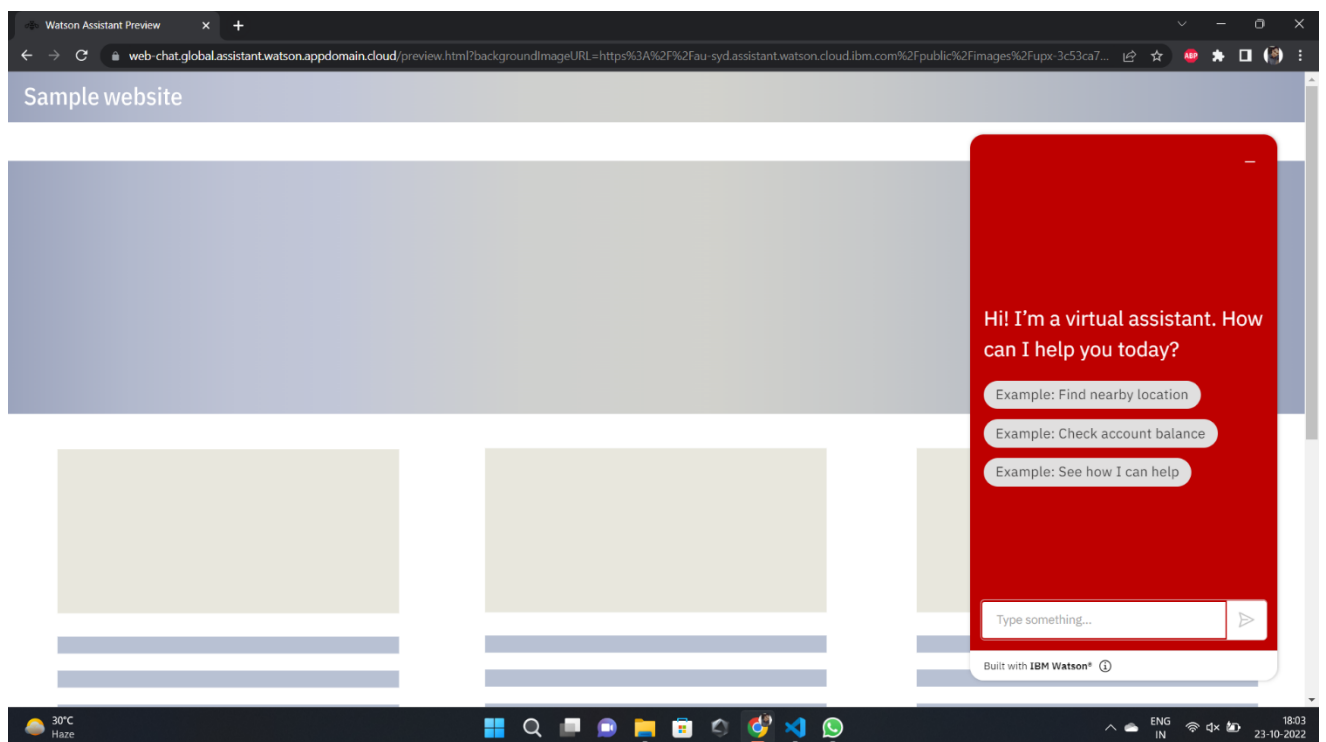 Watson Assistant Preview
web-chat.global.assistant.watson.appdomain.cloud/preview.html?backgroundImageURL=https%3A%2F%2Fau-syd.assistant.watson.cloud.ibm.com%2Fpublic%2Fimages%2Fupx-3c53ca7...
ABP
Sample website
Hi! I'm a virtual assistant. How
can I help you today?
Example: Find nearby location
Example: Check account balance
Example: See how I can help
Type something...
Built with IBM Watson®
30°C
Haze
ENG
IN
18:03
23-10-2022